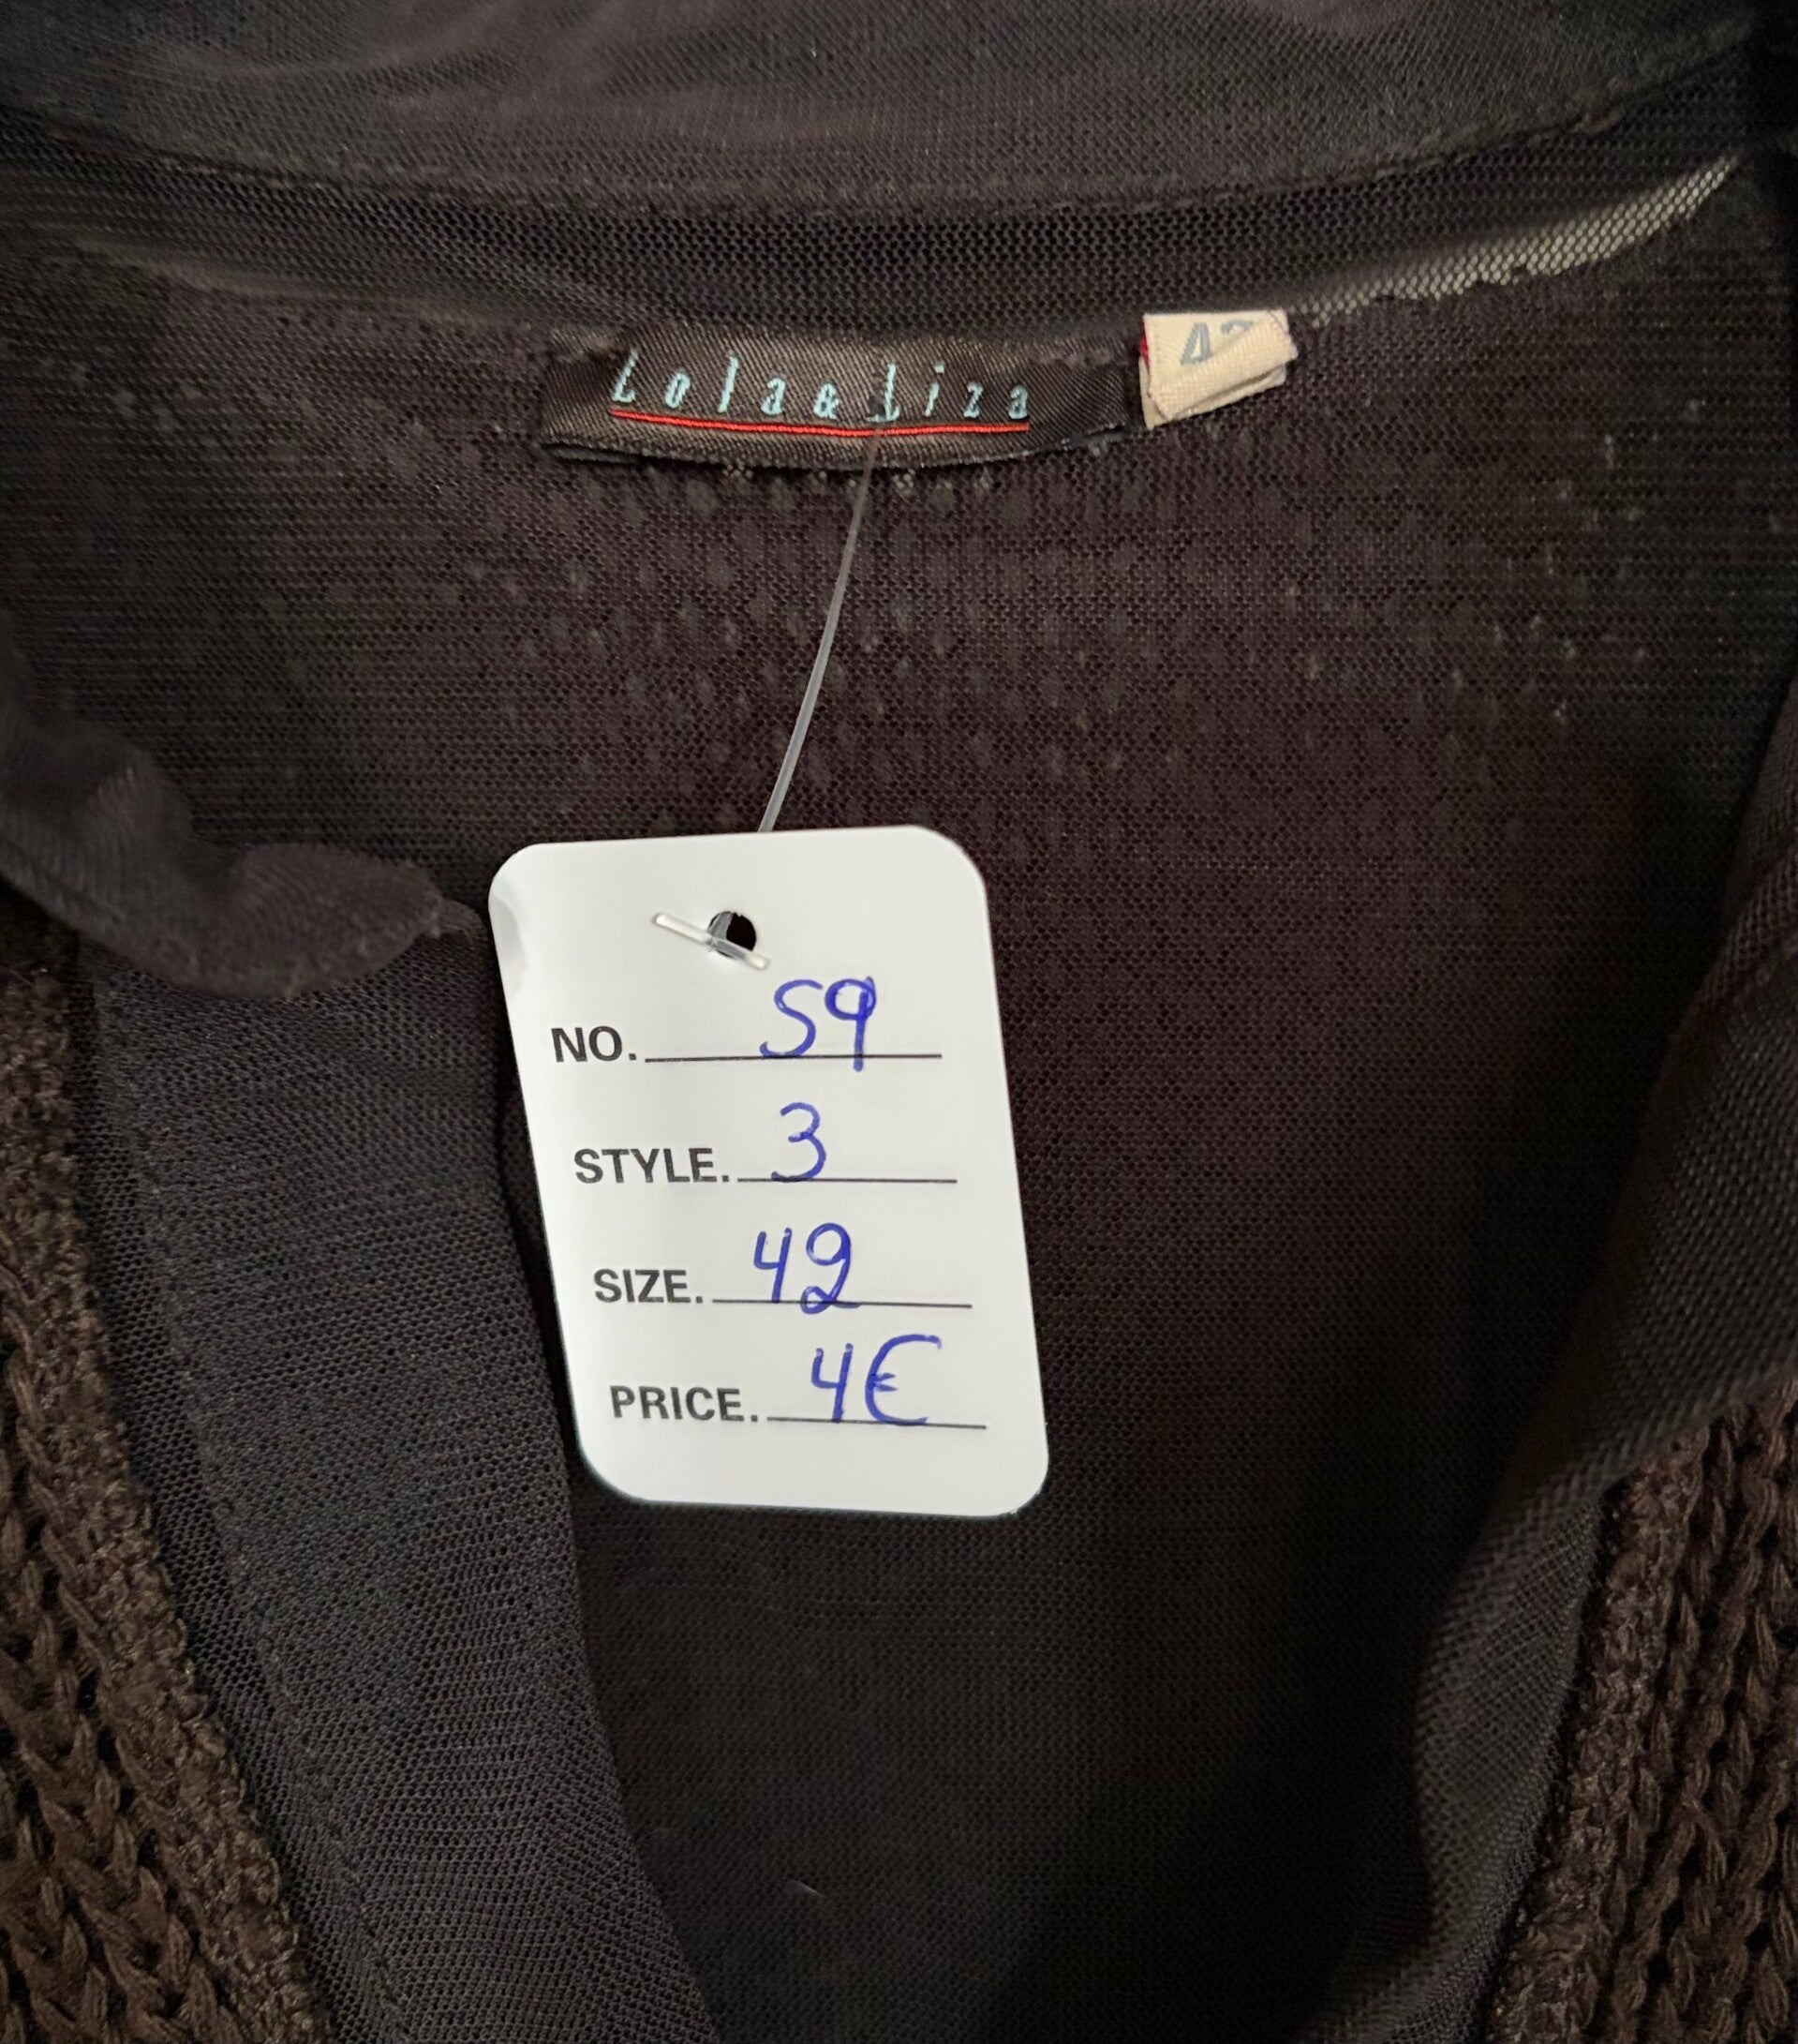 Lola & Liza
42
NO. 59
STYLE. 3
SIZE. 42
PRICE. 4€